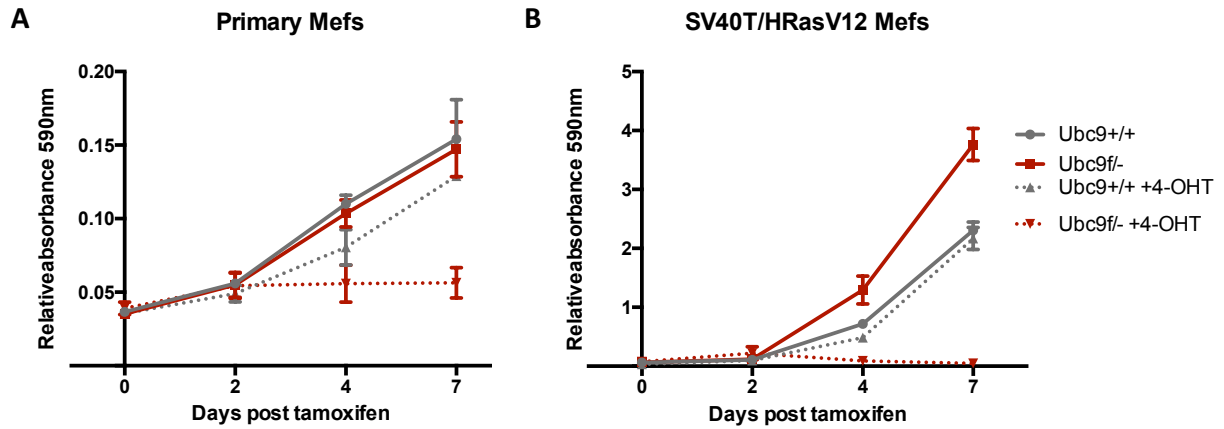 A
Primary Mefs
Relativeabsorbance 590nm
0.20
0.15
0.10
0.05
0
2
4
7
Days post tamoxifen
B
SV40T/HRasV12 Mefs
Relativeabsorbance 590nm
5
4
3
2
1
0
2
4
7
Days post tamoxifen
Ubc9+/+
Ubc9f/-
Ubc9+/+ +4-OHT
Ubc9f/- +4-OHT